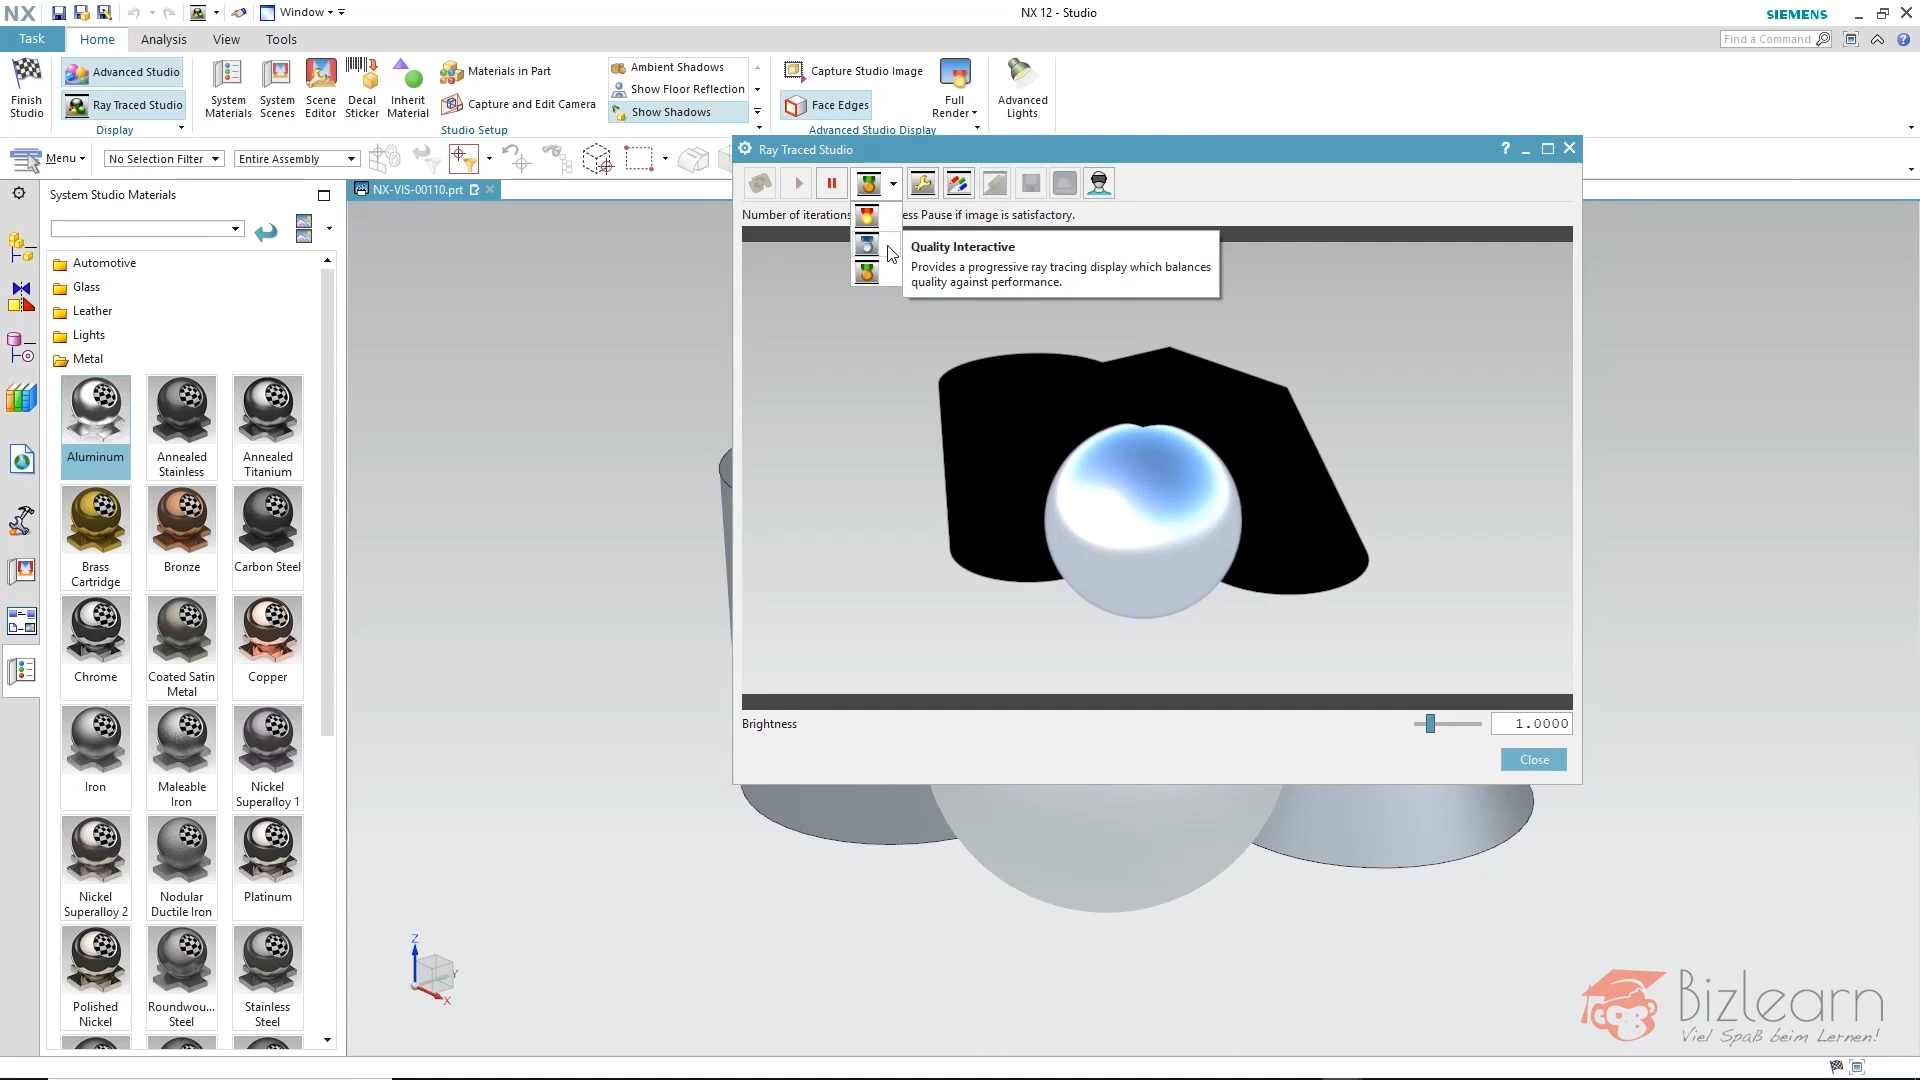 NX
Window
NX 12 - Studio
SIEMENS
Task
Home
Analysis
View
Tools
Find a Command
Finish
Studio
Advanced Studio
Ray Traced Studio
Display
System
Materials
System
Scenes
Scene
Editor
Decal
Sticker
Inherit
Material
Materials in Part
Capture and Edit Camera
Studio Setup
Ambient Shadows
Show Floor Reflection
Show Shadows
Capture Studio Image
Face Edges
Full
Render
Advanced Studio Display
Advanced
Lights
Menu
No Selection Filter
Entire Assembly
System Studio Materials
NX-VIS-00110.prt
Automotive
Glass
Leather
Lights
Metal
Aluminum
Annealed
Stainless
Annealed
Titanium
Brass
Cartridge
Bronze
Carbon Steel
Chrome
Coated Satin
Metal
Copper
Iron
Maleable
Iron
Nickel
Superalloy 1
Nickel
Superalloy 2
Nodular
Ductile Iron
Platinum
Polished
Nickel
Roundwou...
Steel
Stainless
Steel
Ray Traced Studio
?
Number of iterations
ess Pause if image is satisfactory.
Quality Interactive
Provides a progressive ray tracing display which balances
quality against performance.
Brightness
1.0000
Close
Z
Y
X
Bizlearn
Viel Spaß beim Lernen!